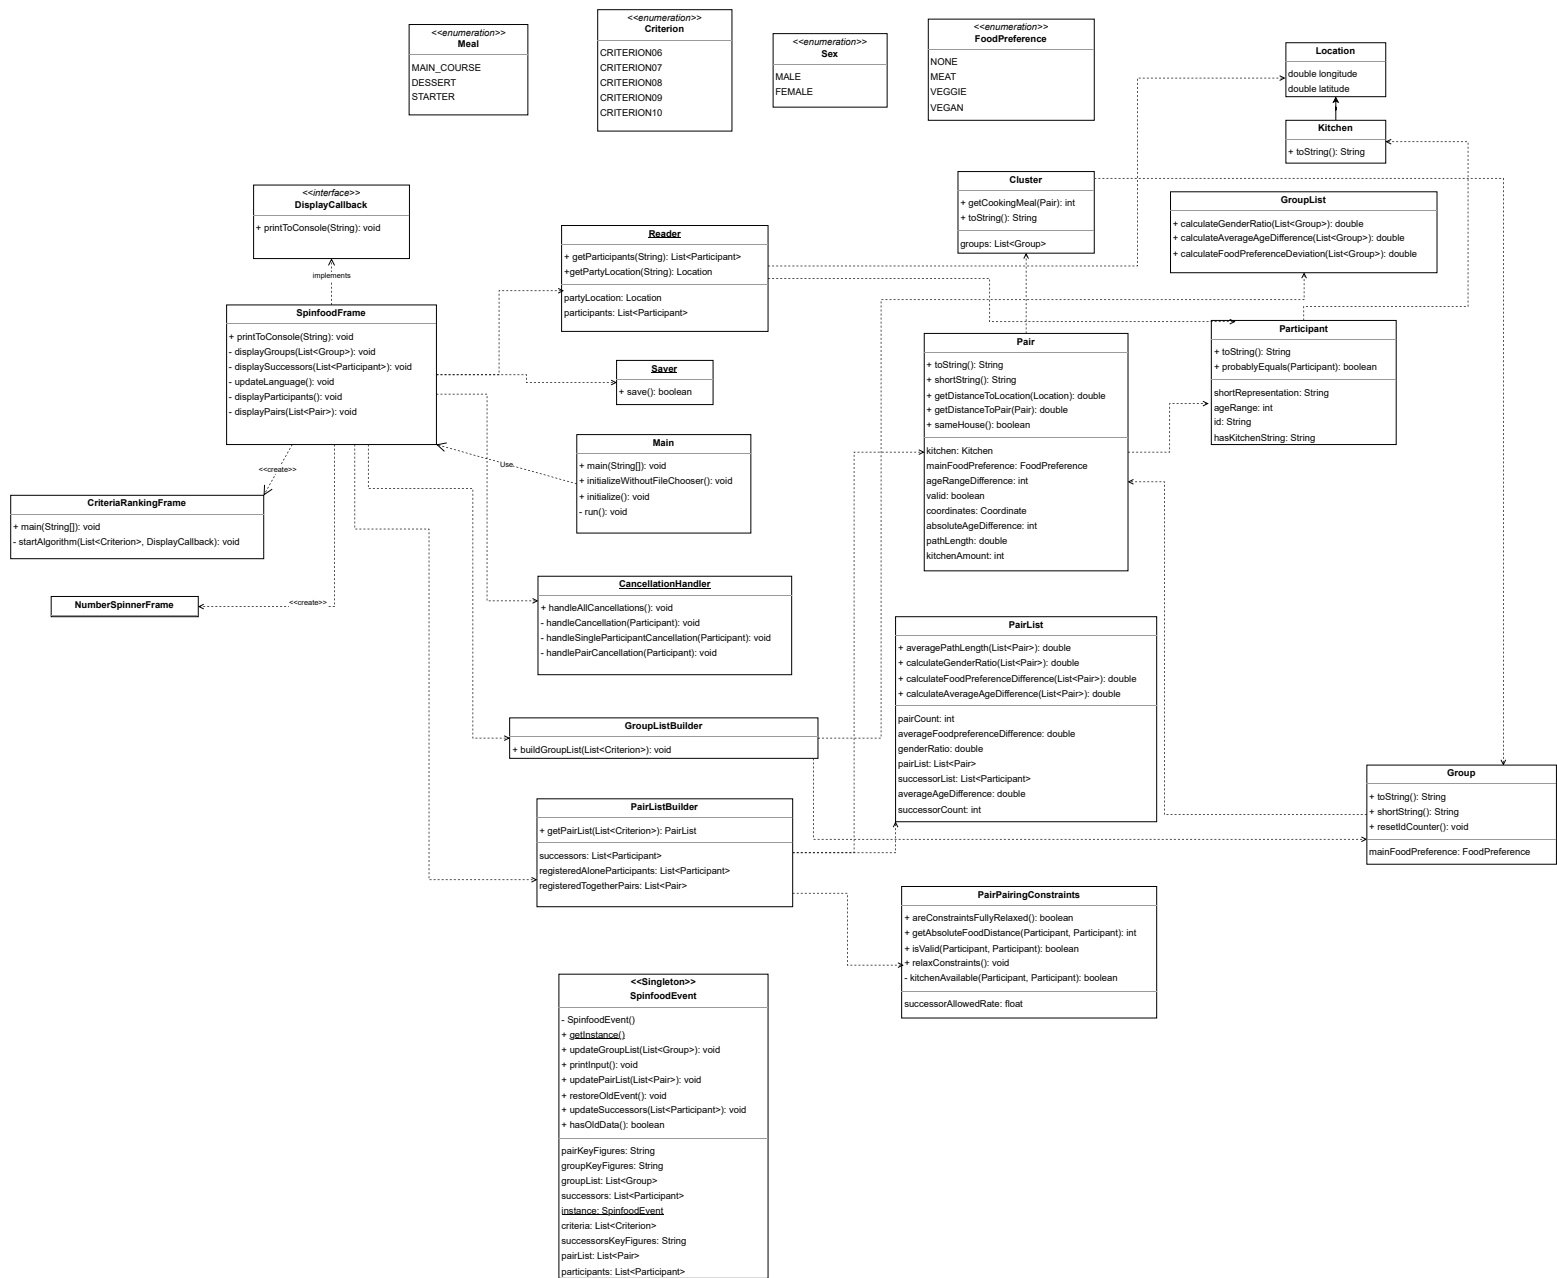 <<enumeration>>
Meal
MAIN_COURSE
DESSERT
STARTER
<<enumeration>>
Criterion
CRITERION06
CRITERION07
CRITERION08
CRITERION09
CRITERION10
<<enumeration>>
Sex
MALE
FEMALE
<<enumeration>>
FoodPreference
NONE
MEAT
VEGGIE
VEGAN
Location
double longitude
double latitude
Kitchen
+ toString(): String
<<interface>>
DisplayCallback
+ printToConsole(String): void
implements
Reader
+ getParticipants(String): List<Participant>
+getPartyLocation(String): Location
partyLocation: Location
participants: List<Participant>
Cluster
+ getCookingMeal(Pair): int
+ toString(): String
groups: List<Group>
GroupList
+ calculateGenderRatio(List<Group>): double
+ calculateAverageAgeDifference(List<Group>): double
+ calculateFoodPreferenceDeviation(List<Group>): double
SpinfoodFrame
+ printToConsole(String): void
- displayGroups(List<Group>): void
- displaySuccessors(List<Participant>): void
- updateLanguage(): void
- displayParticipants(): void
- displayPairs(List<Pair>): void
Saver
+ save(): boolean
Pair
+ toString(): String
+ shortString(): String
+ getDistanceToLocation(Location): double
+ getDistanceToPair(Pair): double
+ sameHouse(): boolean
kitchen: Kitchen
mainFoodPreference: FoodPreference
ageRangeDifference: int
valid: boolean
coordinates: Coordinate
absoluteAgeDifference: int
pathLength: double
kitchenAmount: int
Participant
+ toString(): String
+ probablyEquals(Participant): boolean
shortRepresentation: String
ageRange: int
id: String
hasKitchenString: String
Main
+ main(String[]): void
+ initializeWithoutFileChooser(): void
+ initialize(): void
- run(): void
Use
<<create>>
CriteriaRankingFrame
+ main(String[]): void
- startAlgorithm(List<Criterion>, DisplayCallback): void
NumberSpinnerFrame
<<create>>
CancellationHandler
+ handleAllCancellations(): void
- handleCancellation(Participant): void
- handleSingleParticipantCancellation(Participant): void
- handlePairCancellation(Participant): void
PairList
+ averagePathLength(List<Pair>): double
+ calculateGenderRatio(List<Pair>): double
+ calculateFoodPreferenceDifference(List<Pair>): double
+ calculateAverageAgeDifference(List<Pair>): double
pairCount: int
averageFoodpreferenceDifference: double
genderRatio: double
pairList: List<Pair>
successorList: List<Participant>
averageAgeDifference: double
successorCount: int
GroupListBuilder
+ buildGroupList(List<Criterion>): void
Group
+ toString(): String
+ shortString(): String
+ resetIdCounter(): void
mainFoodPreference: FoodPreference
PairListBuilder
+ getPairList(List<Criterion>): PairList
successors: List<Participant>
registeredAloneParticipants: List<Participant>
registeredTogetherPairs: List<Pair>
PairPairingConstraints
+ areConstraintsFullyRelaxed(): boolean
+ getAbsoluteFoodDistance(Participant, Participant): int
+ isValid(Participant, Participant): boolean
+ relaxConstraints(): void
- kitchenAvailable(Participant, Participant): boolean
successorAllowedRate: float
<<Singleton>>
SpinfoodEvent
- SpinfoodEvent()
+ getInstance()
+ updateGroupList(List<Group>): void
+ printInput(): void
+ updatePairList(List<Pair>): void
+ restoreOldEvent(): void
+ updateSuccessors(List<Participant>): void
+ hasOldData(): boolean
pairKeyFigures: String
groupKeyFigures: String
groupList: List<Group>
successors: List<Participant>
instance: SpinfoodEvent
criteria: List<Criterion>
successorsKeyFigures: String
pairList: List<Pair>
participants: List<Participant>